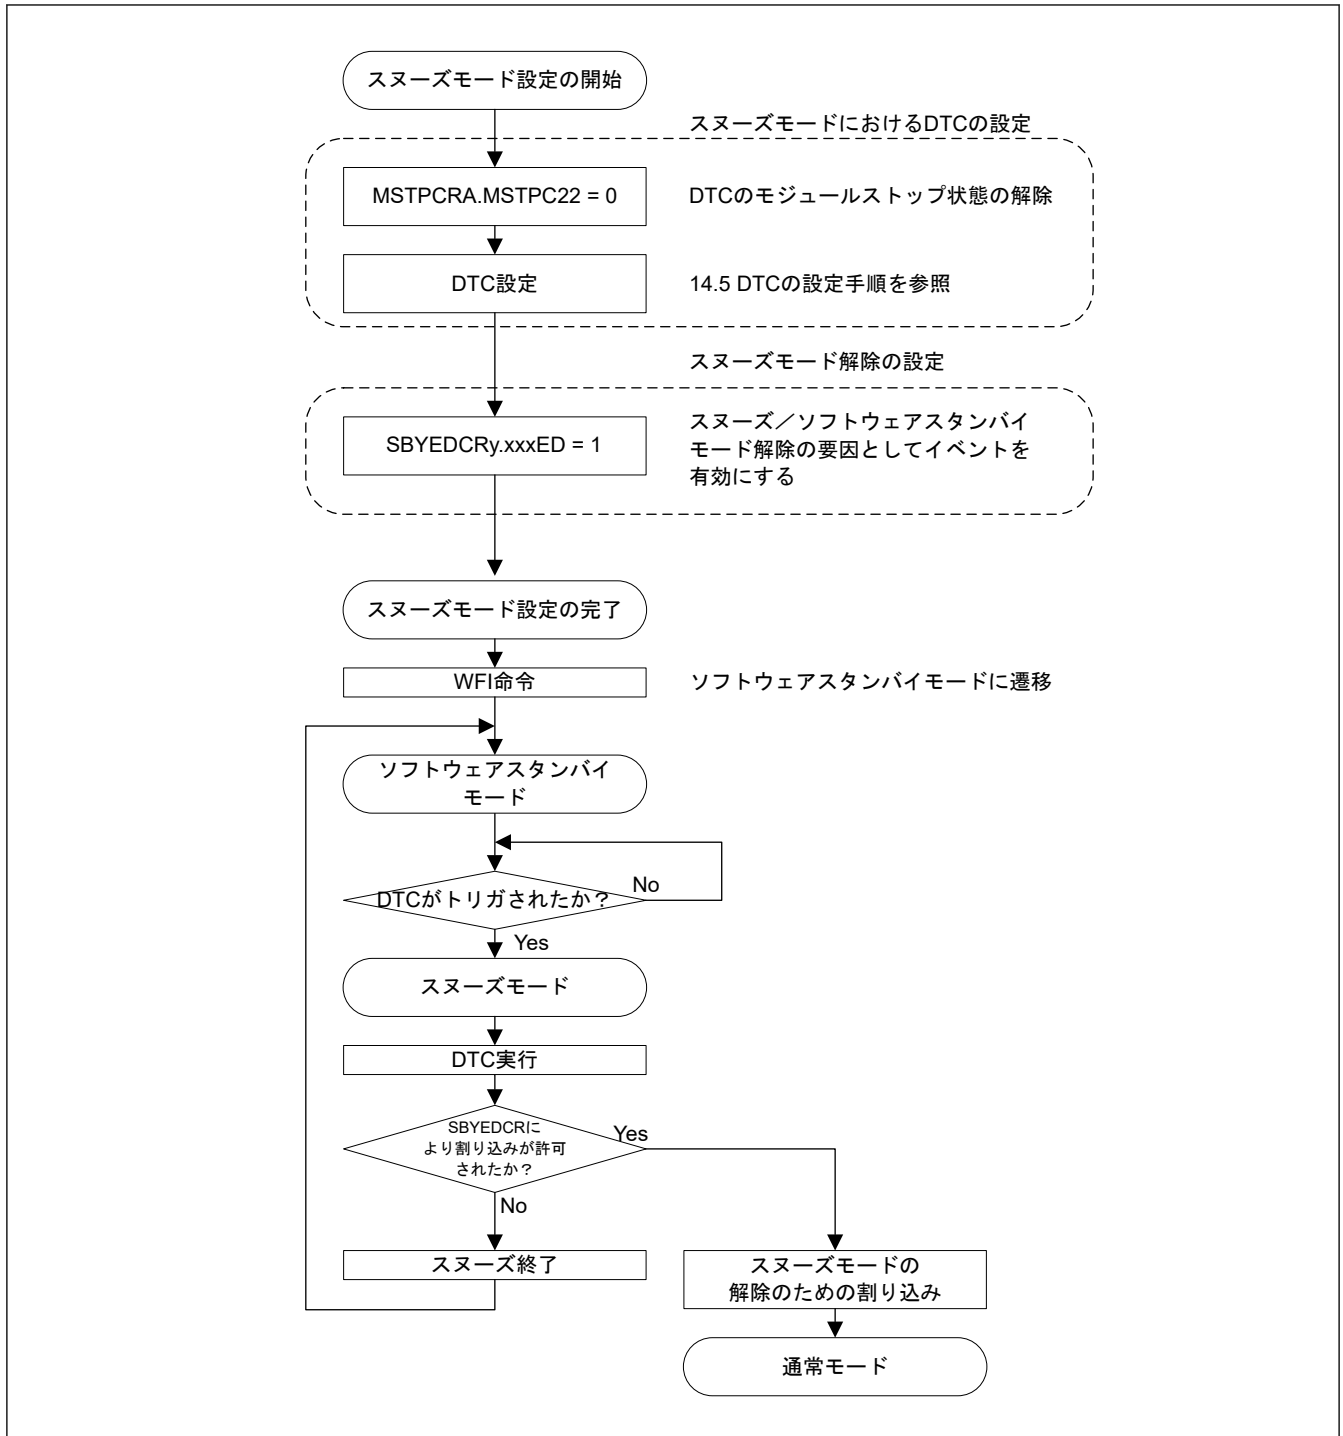 スヌーズモード設定の開始
スヌーズモードにおけるDTCの設定
MSTPCRA.MSTPC22 = 0
DTCのモジュールストップ状態の解除
DTC設定
14.5 DTCの設定手順を参照
スヌーズモード解除の設定
SBYEDCRy.xxxED = 1
スヌーズ／ソフトウェアスタンバイ
モード解除の要因としてイベントを
有効にする
スヌーズモード設定の完了
WFI命令
ソフトウェアスタンバイモードに遷移
ソフトウェアスタンバイ
モード
DTCがトリガされたか？
No
Yes
スヌーズモード
DTC実行
SBYEDCRに
より割り込みが許可
されたか？
Yes
No
スヌーズ終了
スヌーズモードの
解除のための割り込み
通常モード